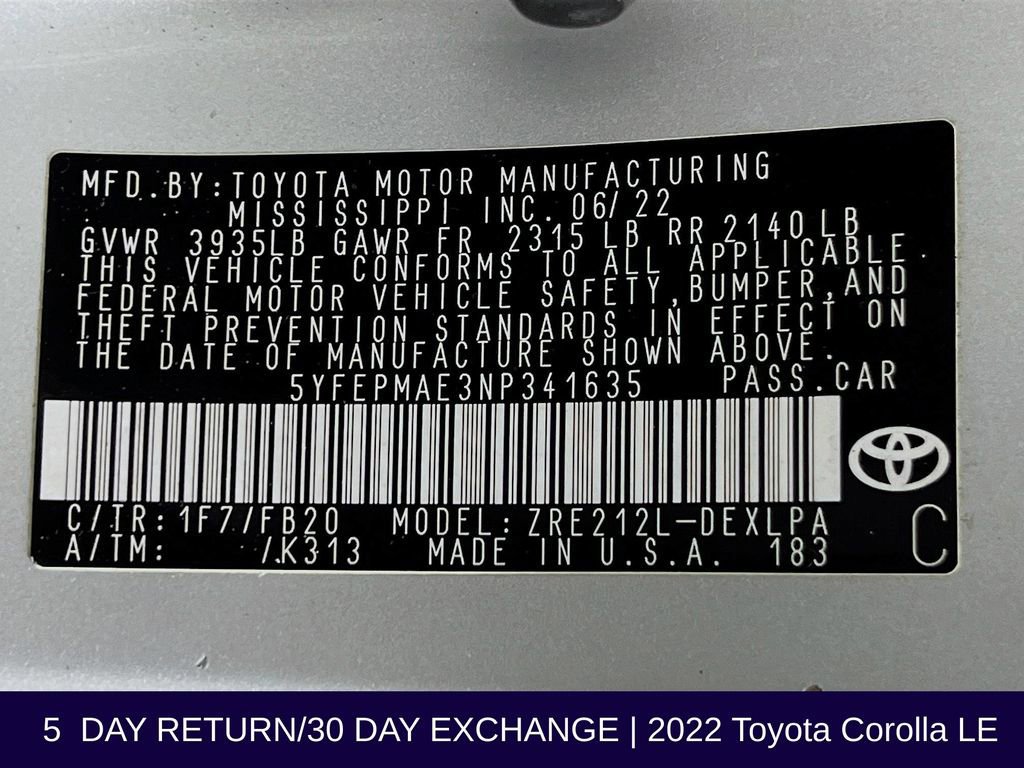 MFD.BY:TOYOTA MOTOR MANUFACTURING
MISSISSIPPI INC. 06/22
GVWR 3935LB GAWR FR 2315 LB RR 2140 LB
THIS VEHICLE CONFORMS TO ALL APPLICABLE
FEDERAL MOTOR VEHICLE SAFETY,BUMPER,AND
THEFT PREVENTION STANDARDS IN EFFECT ON
THE DATE OF MANUFACTURE SHOWN ABOVE.
5YFEPMAE3NP341635 PASS.CAR
C/TR:1F7/FB20 MODEL:ZRE212L-DEXLPA
A/TM: /K313 MADE IN U.S.A. 183 C
5 DAY RETURN/30 DAY EXCHANGE | 2022 Toyota Corolla LE